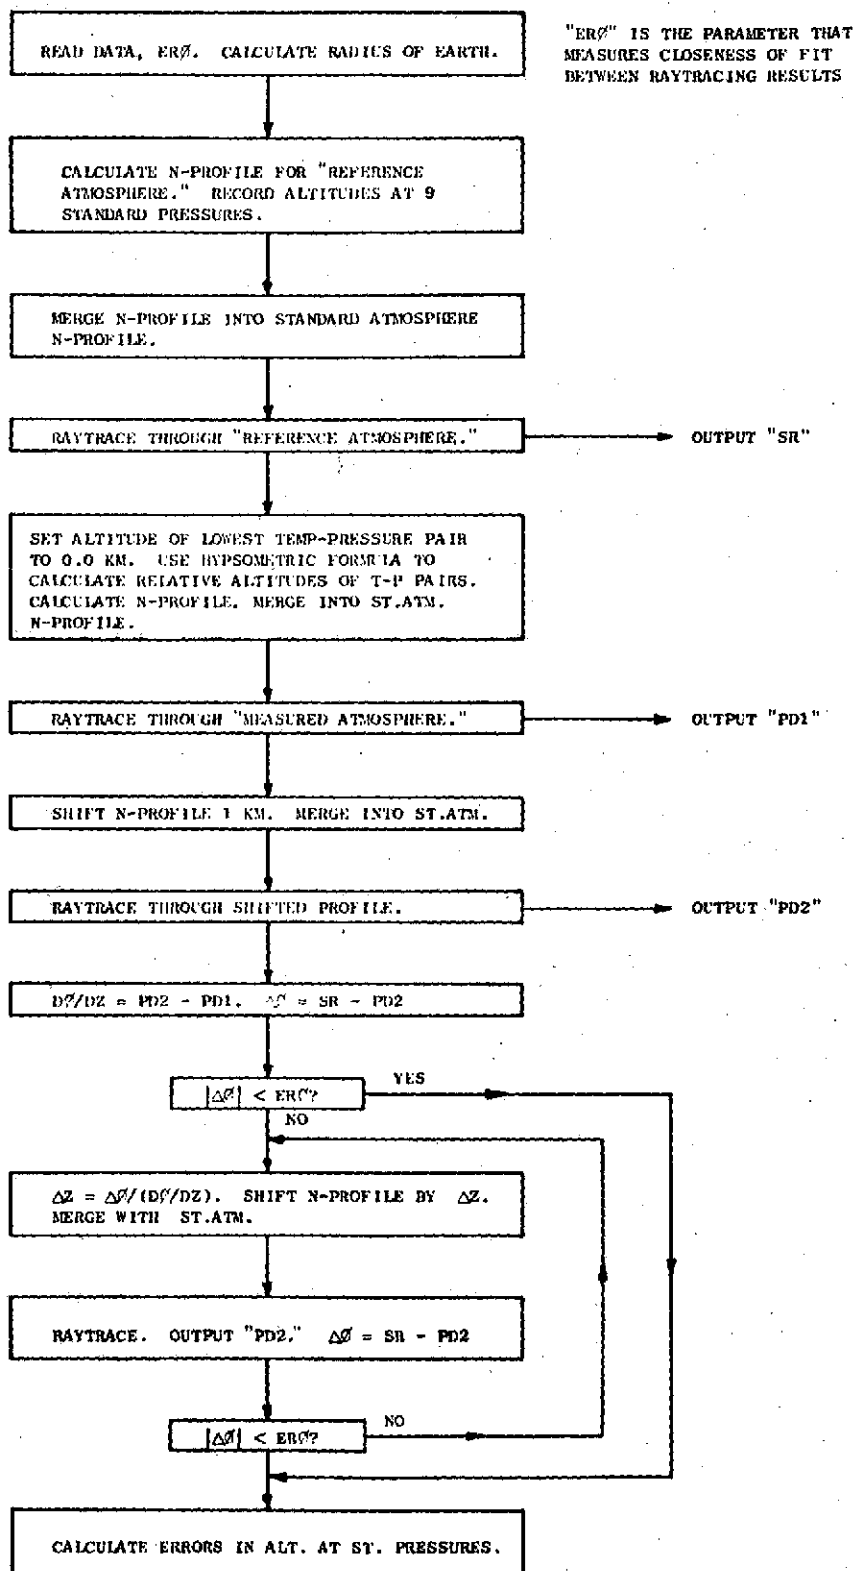 READ DATA, ERØ. CALCULATE RADIUS OF EARTH.
"ERØ" IS THE PARAMETER THAT
MEASURES CLOSENESS OF FIT
BETWEEN RAYTRACING RESULTS
CALCULATE N-PROFILE FOR "REFERENCE
ATMOSPHERE." RECORD ALTITUDES AT 9
STANDARD PRESSURES.
MERGE N-PROFILE INTO STANDARD ATMOSPHERE
N-PROFILE.
RAYTRACE THROUGH "REFERENCE ATMOSPHERE."
OUTPUT "SR"
SET ALTITUDE OF LOWEST TEMP-PRESSURE PAIR
TO 0.0 KM. USE HYPSOMETRIC FORMULA TO
CALCULATE RELATIVE ALTITUDES OF T-P PAIRS.
CALCULATE N-PROFILE. MERGE INTO ST.ATM.
N-PROFILE.
RAYTRACE THROUGH "MEASURED ATMOSPHERE."
OUTPUT "PD1"
SHIFT N-PROFILE 1 KM. MERGE INTO ST.ATM.
RAYTRACE THROUGH SHIFTED PROFILE.
OUTPUT "PD2"
DØ/DZ = PD2 - PD1. ΔØ = SR - PD2
|ΔØ| < ERØ?
YES
NO
ΔZ = ΔØ/(DØ/DZ). SHIFT N-PROFILE BY ΔZ.
MERGE WITH ST.ATM.
RAYTRACE. OUTPUT "PD2." ΔØ = SR - PD2
|ΔØ| < ERØ?
NO
CALCULATE ERRORS IN ALT. AT ST. PRESSURES.